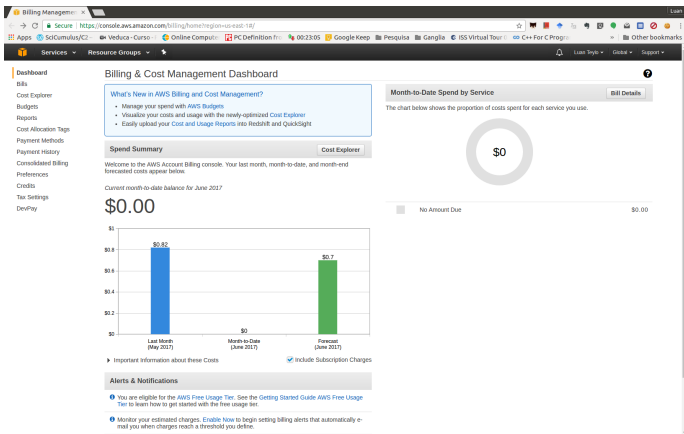 Billing Managemen
Luan
Secure
https://console.aws.amazon.com/billing/home?region=us-east-1#/
Apps
SciCumulus/C2
Veduca - Curso
Online Compute
PC Definition fro
00:23:05
Google Keep
Pesquisa
Ganglia
ISS Virtual Tour
C++ For C Progra
»
Other bookmarks
Services
Resource Groups
Luan Teylo
Global
Support
Dashboard
Bills
Cost Explorer
Budgets
Reports
Cost Allocation Tags
Payment Methods
Payment History
Consolidated Billing
Preferences
Credits
Tax Settings
DevPay
Billing & Cost Management Dashboard
What's New in AWS Billing and Cost Management?
• Manage your spend with AWS Budgets
• Visualize your costs and usage with the newly-optimized Cost Explorer
• Easily upload your Cost and Usage Reports into Redshift and QuickSight
Spend Summary
Cost Explorer
Welcome to the AWS Account Billing console. Your last month, month-to-date, and month-end
forecasted costs appear below.
Current month-to-date balance for June 2017
$0.00
$1
$0.8
$0.6
$0.4
$0.2
$0
$0.82
$0
$0.7
Last Month
(May 2017)
Month-to-Date
(June 2017)
Forecast
(June 2017)
Important Information about these Costs
Include Subscription Charges
Alerts & Notifications
You are eligible for the AWS Free Usage Tier. See the Getting Started Guide AWS Free Usage
Tier to learn how to get started with the free usage tier.
Monitor your estimated charges. Enable Now to begin setting billing alerts that automatically e-
mail you when charges reach a threshold you define.
?
Month-to-Date Spend by Service
Bill Details
The chart below shows the proportion of costs spent for each service you use.
$0
No Amount Due
$0.00